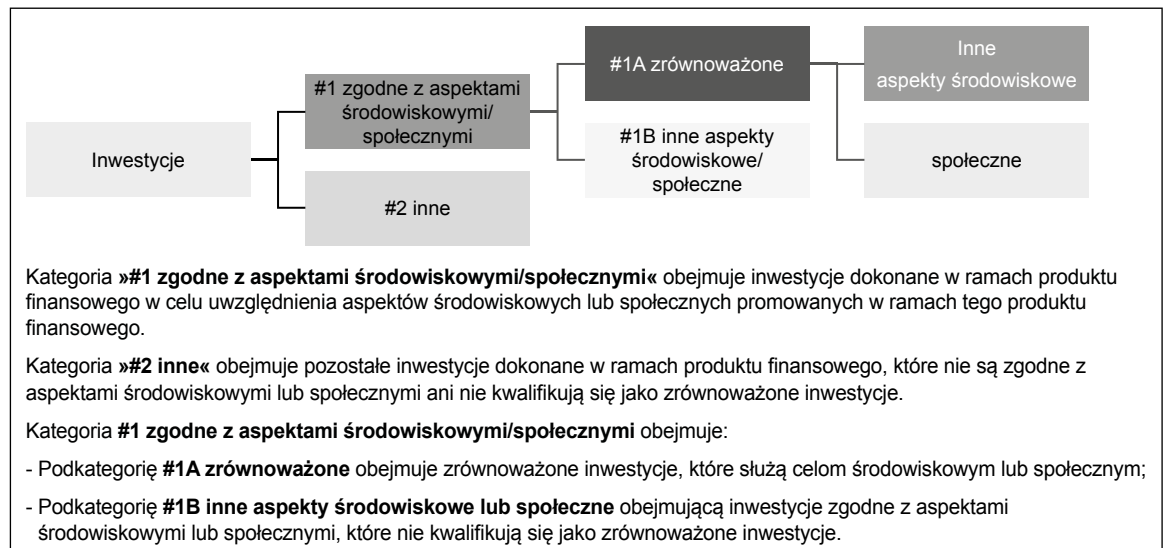 Inwestycje
#1 zgodne z aspektami
środowiskowymi/
społecznymi
#2 inne
#1A zrównoważone
#1B inne aspekty
środowiskowe/
społeczne
Inne
aspekty środowiskowe
społeczne
Kategoria »#1 zgodne z aspektami środowiskowymi/społecznymi« obejmuje inwestycje dokonane w ramach produktu
finansowego w celu uwzględnienia aspektów środowiskowych lub społecznych promowanych w ramach tego produktu
finansowego.
Kategoria »#2 inne« obejmuje pozostałe inwestycje dokonane w ramach produktu finansowego, które nie są zgodne z
aspektami środowiskowymi lub społecznymi ani nie kwalifikują się jako zrównoważone inwestycje.
Kategoria #1 zgodne z aspektami środowiskowymi/społecznymi obejmuje:
- Podkategorię #1A zrównoważone obejmuje zrównoważone inwestycje, które służą celom środowiskowym lub społecznym;
- Podkategorię #1B inne aspekty środowiskowe lub społeczne obejmującą inwestycje zgodne z aspektami
środowiskowymi lub społecznymi, które nie kwalifikują się jako zrównoważone inwestycje.